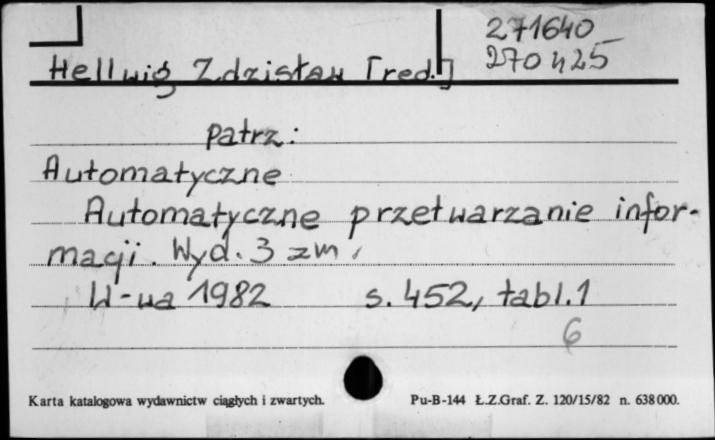 271640
270425
Hellwig Zdzisław [red.]
patrz:
Automatyczne
Automatyczne przetwarzanie infor-
macji. Wyd. 3 zm.
W-wa 1982 s. 452, tabl. 1
6
Karta katalogowa wydawnictw ciągłych i zwartych. Pu-B-144 Ł.Z.Graf. Z. 120/15/82 n. 638000.